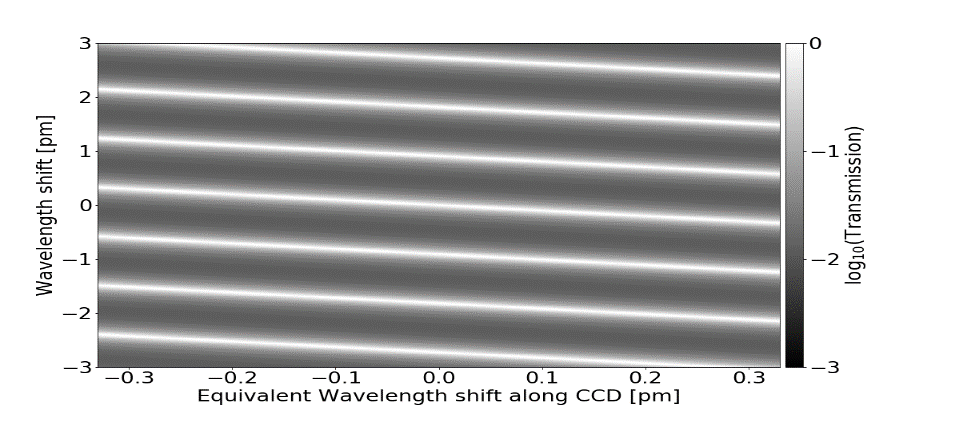 3
2
1
0
−1
−2
−3
Wavelength shift [pm]
−0.3 −0.2 −0.1 0.0 0.1 0.2 0.3
Equivalent Wavelength shift along CCD [pm]
0
−1
−2
−3
log₁₀(Transmission)